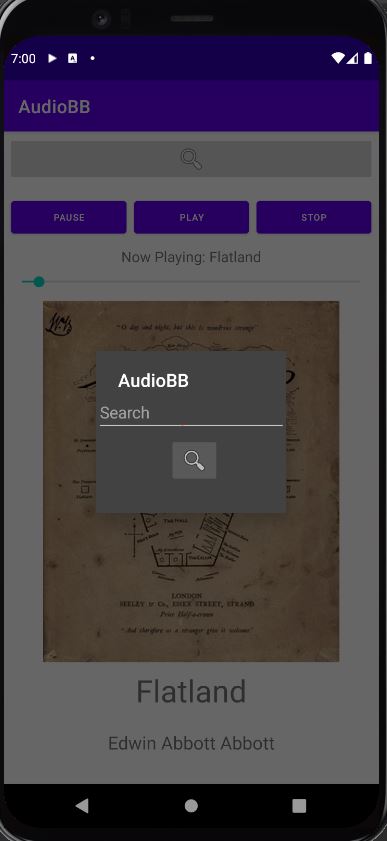 7:00
AudioBB
PAUSE PLAY STOP
Now Playing: Flatland
"O day and night, but this is wondrous strange"
AudioBB
Search
THE HALL
LONDON
SEELEY & Co., ESSEX STREET, STRAND
Price Half-a-crown
"And therefore as a stranger give it welcome"
Flatland
Edwin Abbott Abbott